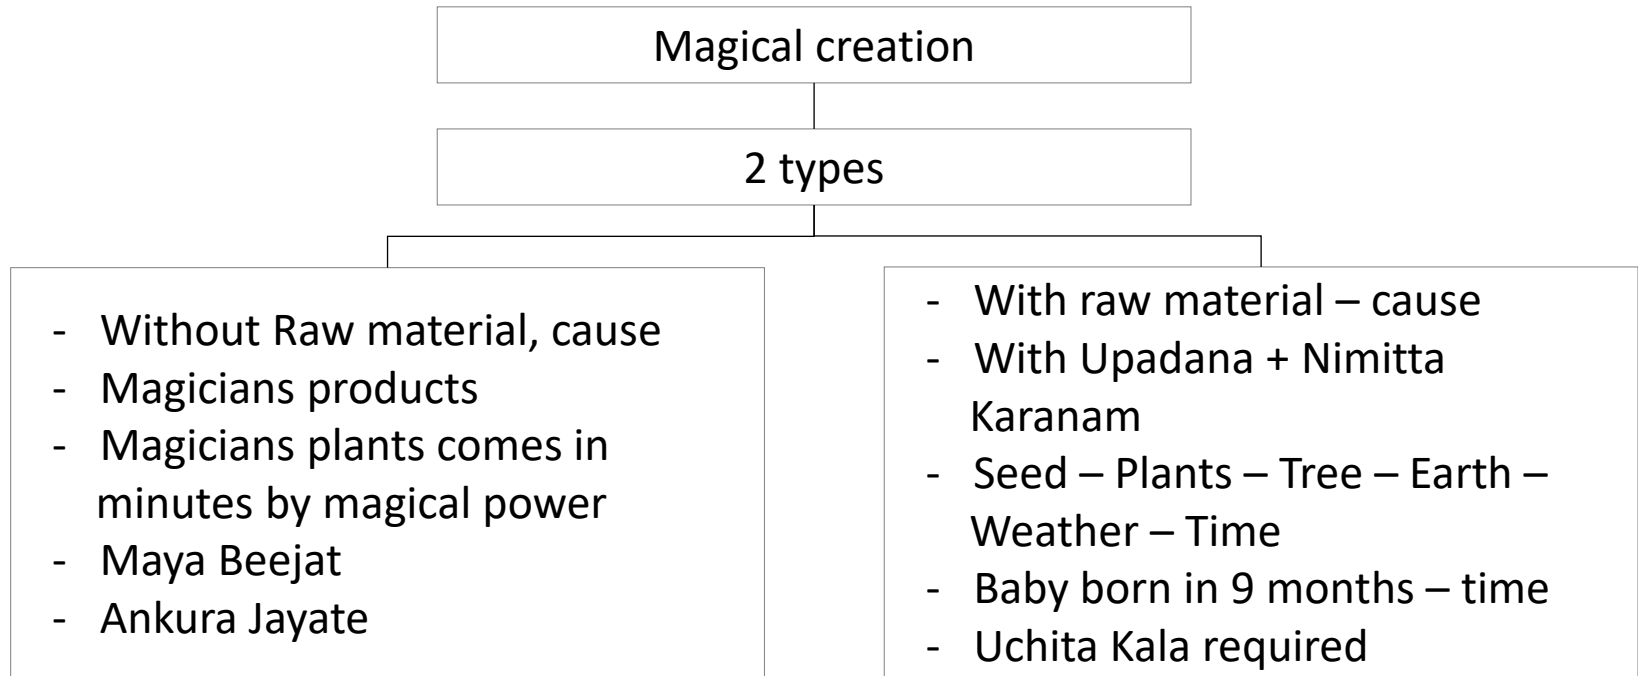 Magical creation
2 types
- Without Raw material, cause
- Magicians products
- Magicians plants comes in
minutes by magical power
- Maya Beejat
- Ankura Jayate
- With raw material – cause
- With Upadana + Nimitta
Karanam
- Seed – Plants – Tree – Earth –
Weather – Time
- Baby born in 9 months – time
- Uchita Kala required